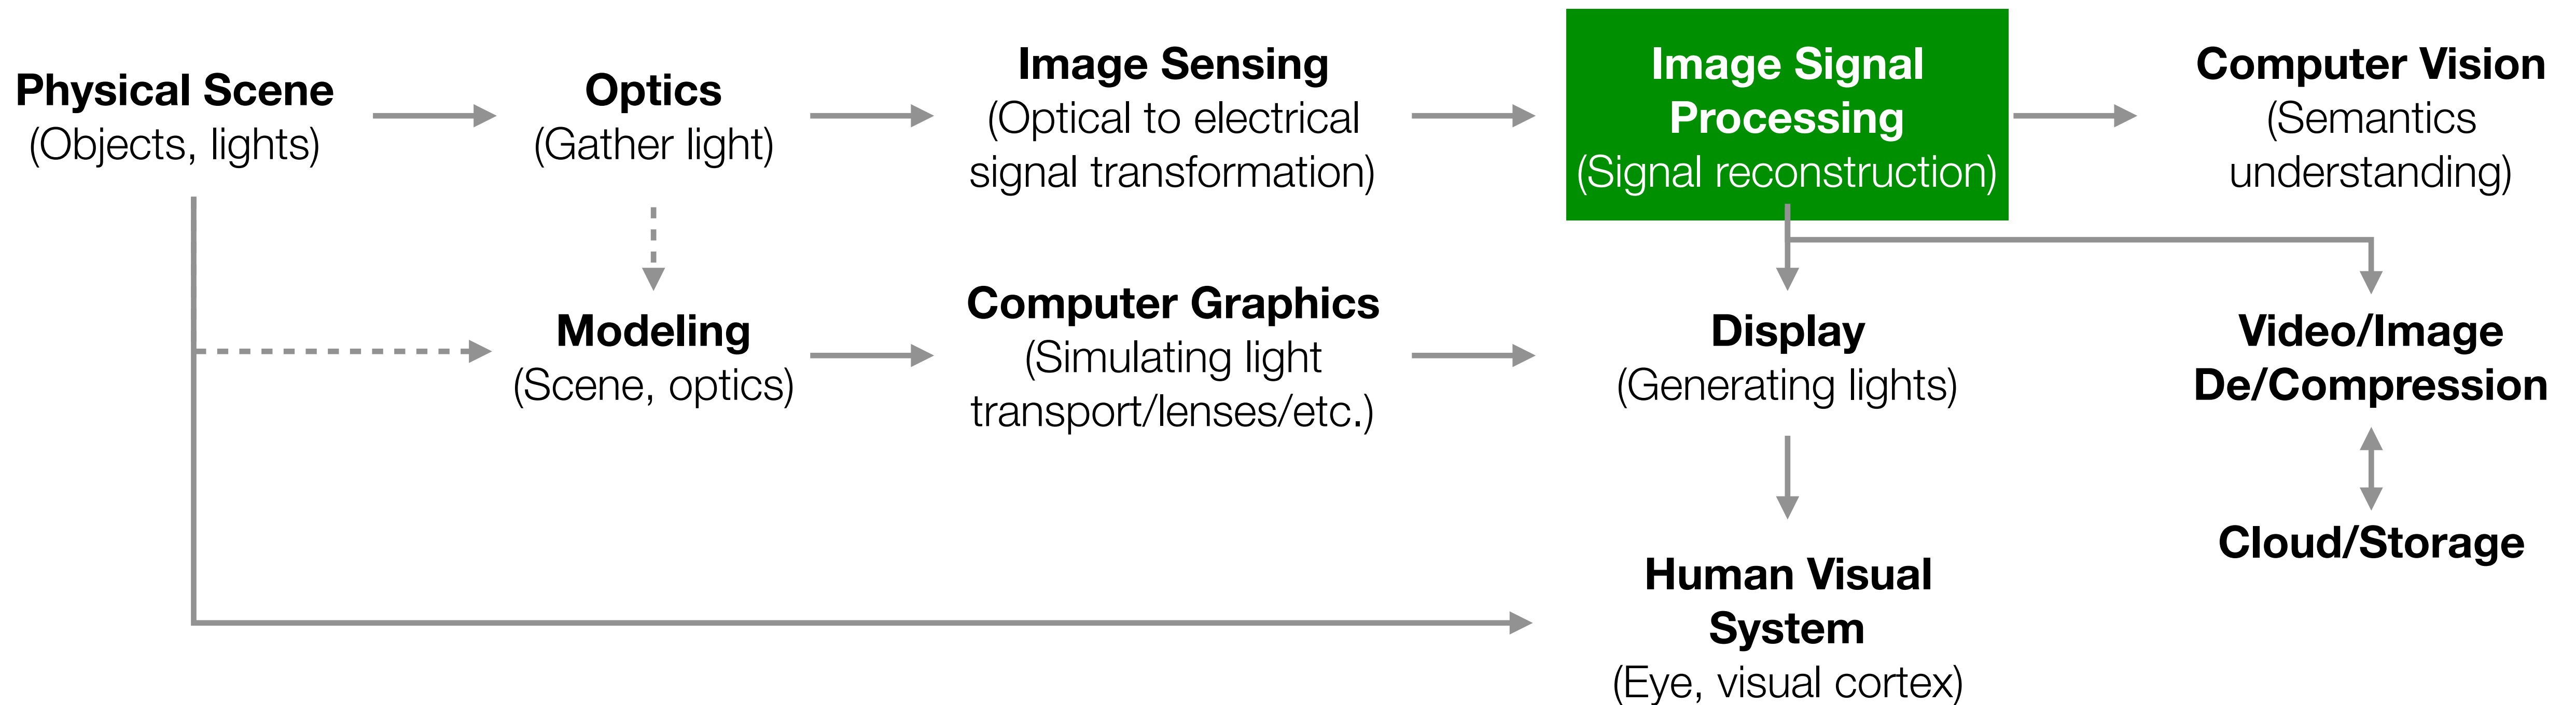 Physical Scene
(Objects, lights)
Optics
(Gather light)
Image Sensing
(Optical to electrical
signal transformation)
Image Signal
Processing
(Signal reconstruction)
Computer Vision
(Semantics
understanding)
Modeling
(Scene, optics)
Computer Graphics
(Simulating light
transport/lenses/etc.)
Display
(Generating lights)
Video/Image
De/Compression
Human Visual
System
(Eye, visual cortex)
Cloud/Storage